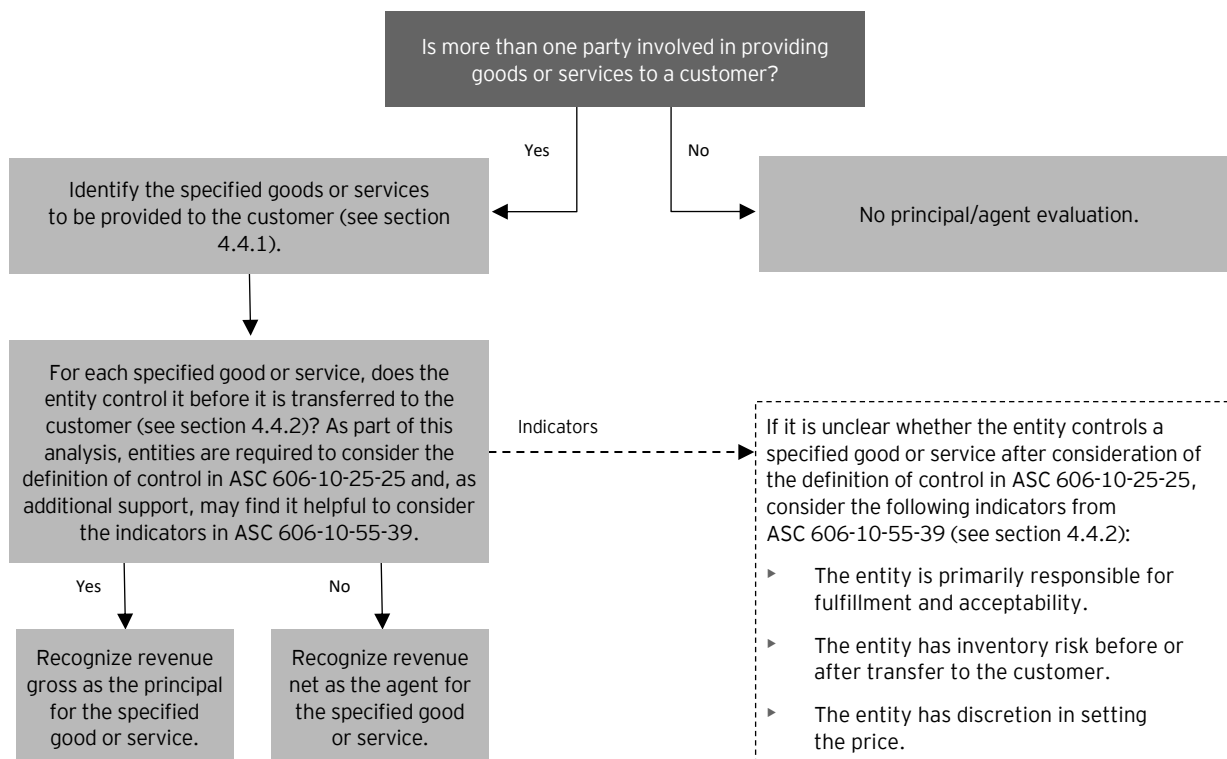 Is more than one party involved in providing
goods or services to a customer?
Yes
No
Identify the specified goods or services
to be provided to the customer (see section
4.4.1).
No principal/agent evaluation.
For each specified good or service, does the
entity control it before it is transferred to the
customer (see section 4.4.2)? As part of this
analysis, entities are required to consider the
definition of control in ASC 606-10-25-25 and, as
additional support, may find it helpful to consider
the indicators in ASC 606-10-55-39.
Indicators
If it is unclear whether the entity controls a
specified good or service after consideration of
the definition of control in ASC 606-10-25-25,
consider the following indicators from
ASC 606-10-55-39 (see section 4.4.2):
The entity is primarily responsible for
fulfillment and acceptability.
The entity has inventory risk before or
after transfer to the customer.
The entity has discretion in setting
the price.
Yes
No
Recognize revenue
gross as the principal
for the specified
good or service.
Recognize revenue
net as the agent for
the specified good
or service.